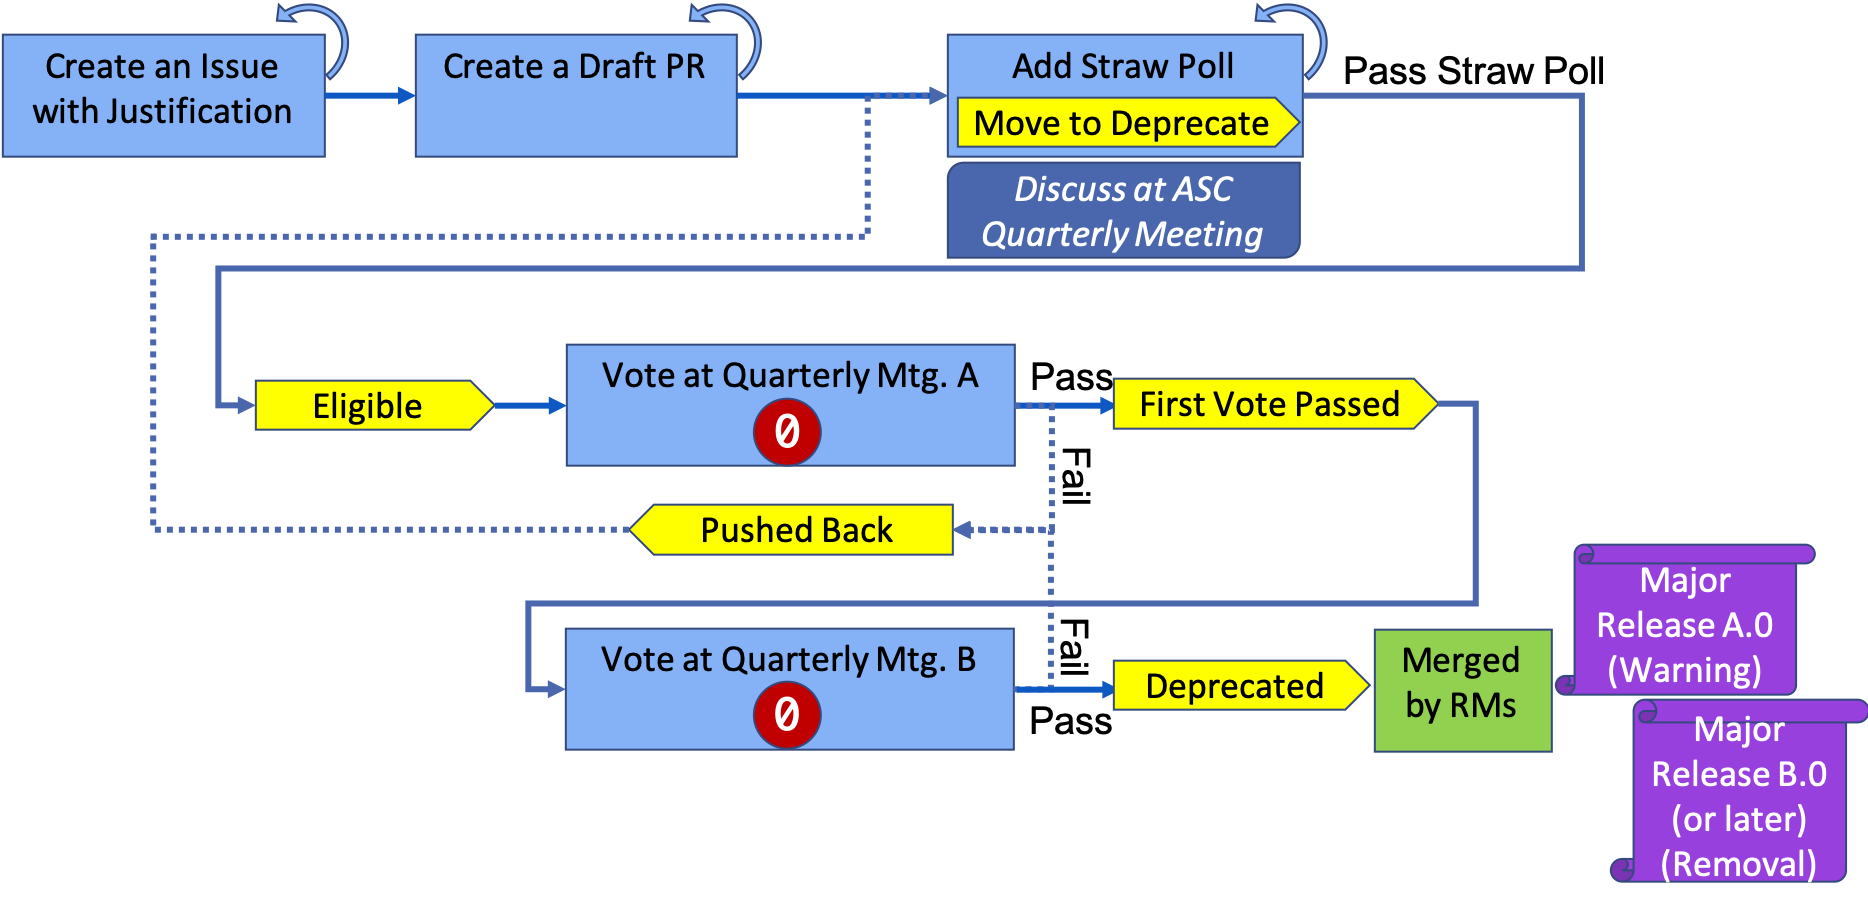 Create an Issue
with Justification
Create a Draft PR
Add Straw Poll
Move to Deprecate
Discuss at ASC
Quarterly Meeting
Pass Straw Poll
Eligible
Vote at Quarterly Mtg. A
0
Pass
Fail
First Vote Passed
Pushed Back
Vote at Quarterly Mtg. B
0
Fail
Pass
Deprecated
Merged
by RMs
Major
Release A.0
(Warning)
Major
Release B.0
(or later)
(Removal)